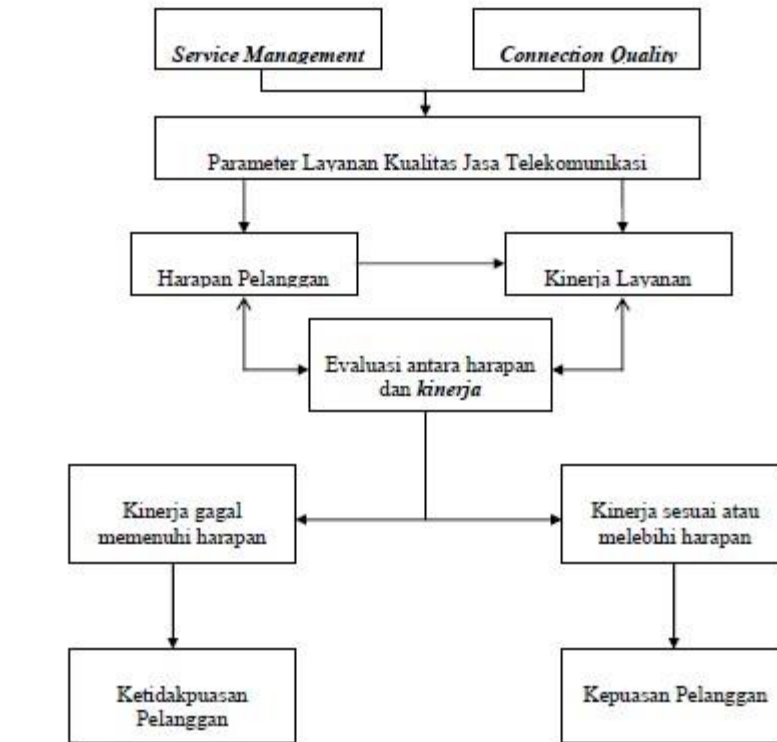 Service Management
Connection Quality
Parameter Layanan Kualitas Jasa Telekomunikasi
Harapan Pelanggan
Kinerja Layanan
Evaluasi antara harapan
dan kinerja
Kinerja gagal
memenuhi harapan
Kinerja sesuai atau
melebihi harapan
Ketidakpuasan
Pelanggan
Kepuasan Pelanggan